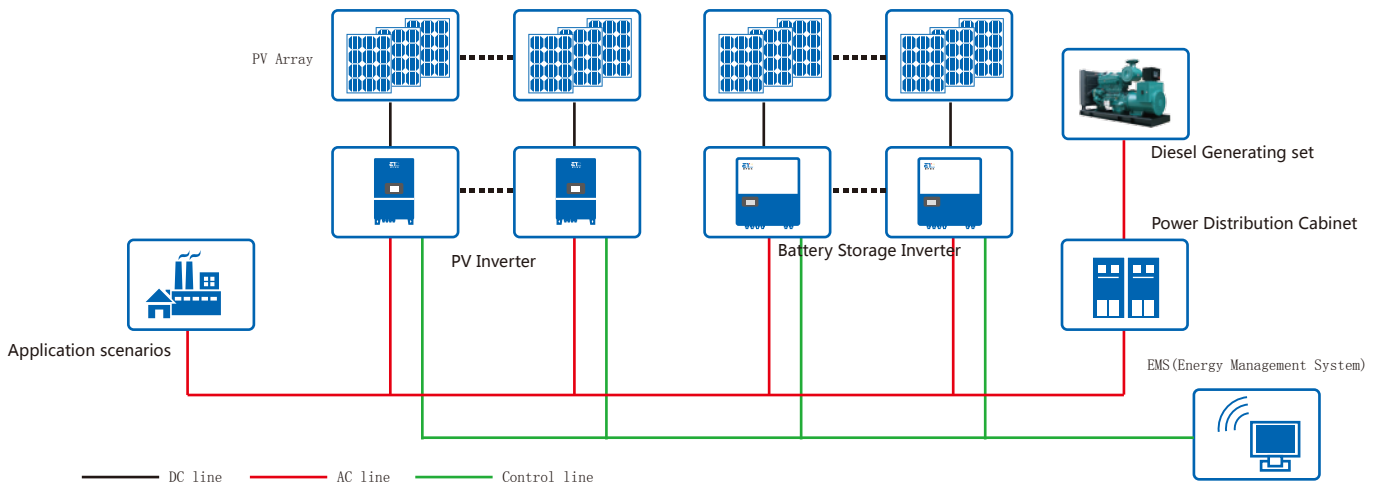 PV Array
Diesel Generating set
Power Distribution Cabinet
PV Inverter
Battery Storage Inverter
Application scenarios
EMS(Energy Management System)
DC line
AC line
Control line